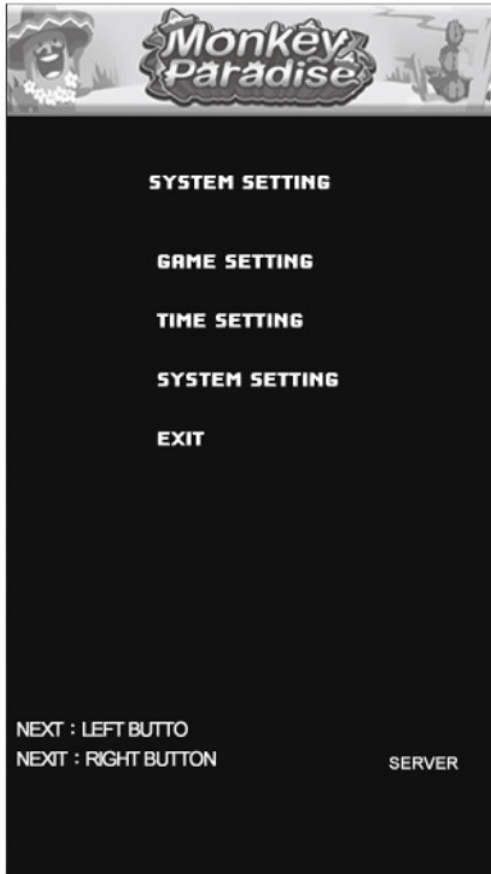 Monkey
Paradise
SYSTEM SETTING
GAME SETTING
TIME SETTING
SYSTEM SETTING
EXIT
NEXT : LEFT BUTTO
NEXIT : RIGHT BUTTON
SERVER